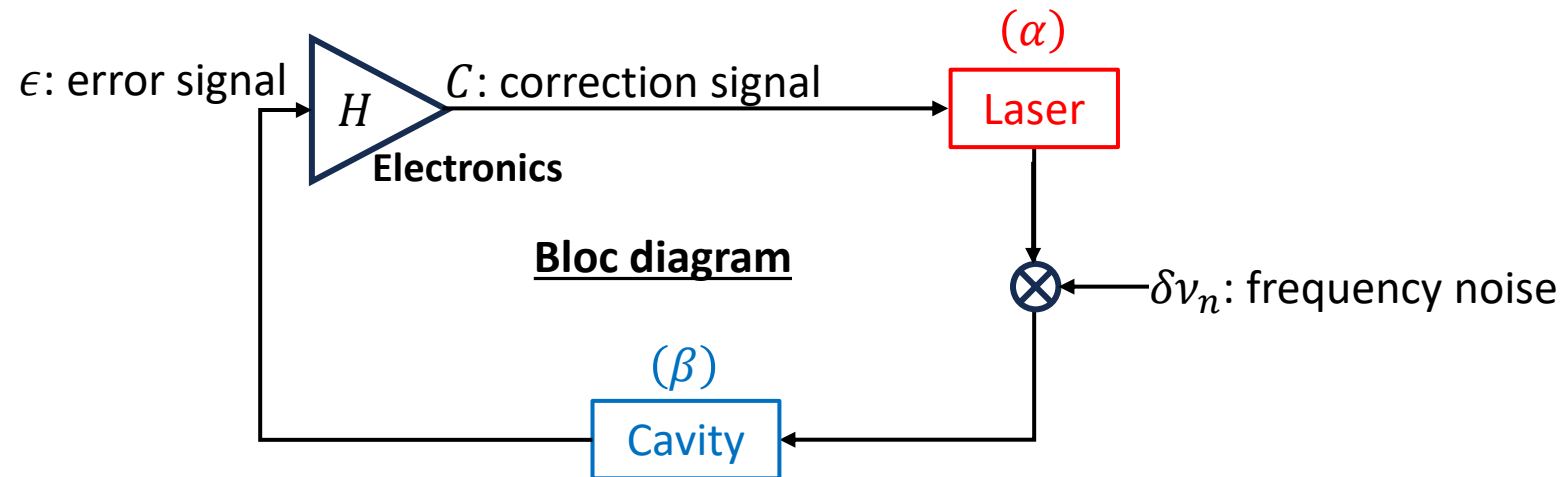 (α)
ϵ: error signal
C: correction signal
H
Laser
Electronics
Bloc diagram
δν_n: frequency noise
(β)
Cavity